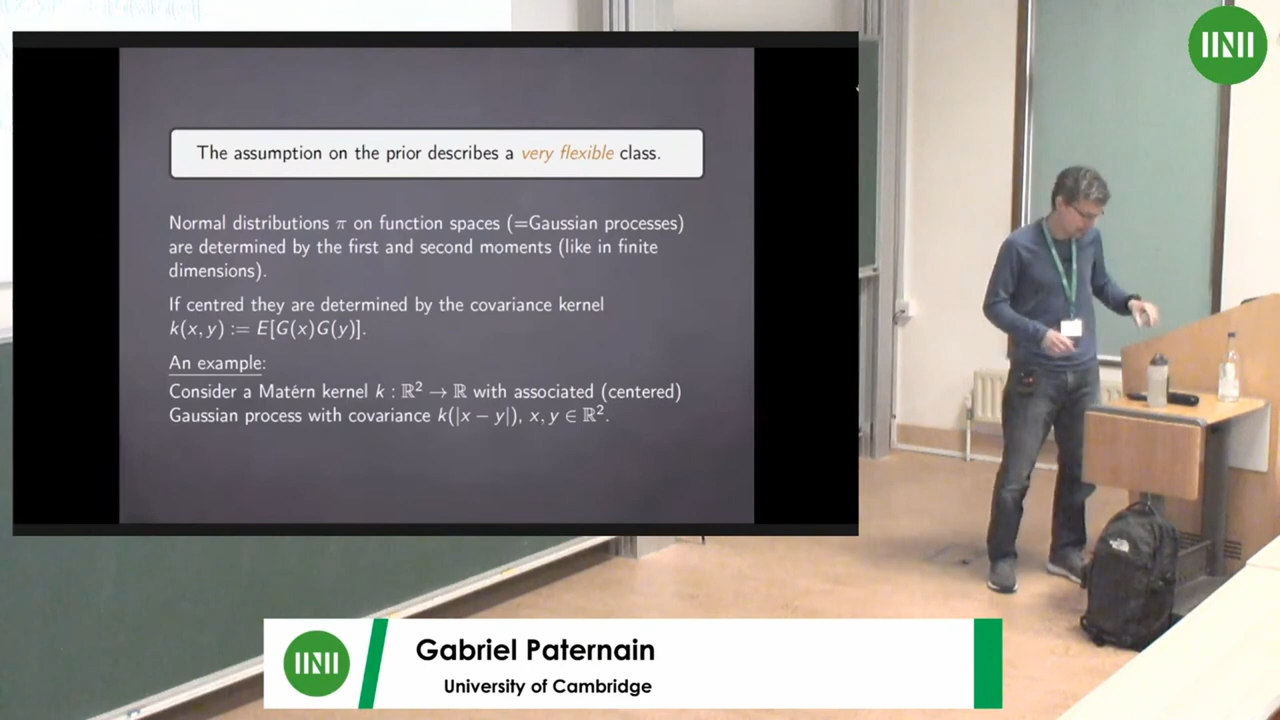 The assumption on the prior describes a very flexible class.
Normal distributions π on function spaces (=Gaussian processes)
are determined by the first and second moments (like in finite
dimensions).
If centred they are determined by the covariance kernel
k(x, y) := E[G(x)G(y)].
An example:
Consider a Matérn kernel k : ℝ² → ℝ with associated (centered)
Gaussian process with covariance k(|x − y|), x, y ∈ ℝ².
Gabriel Paternain
University of Cambridge